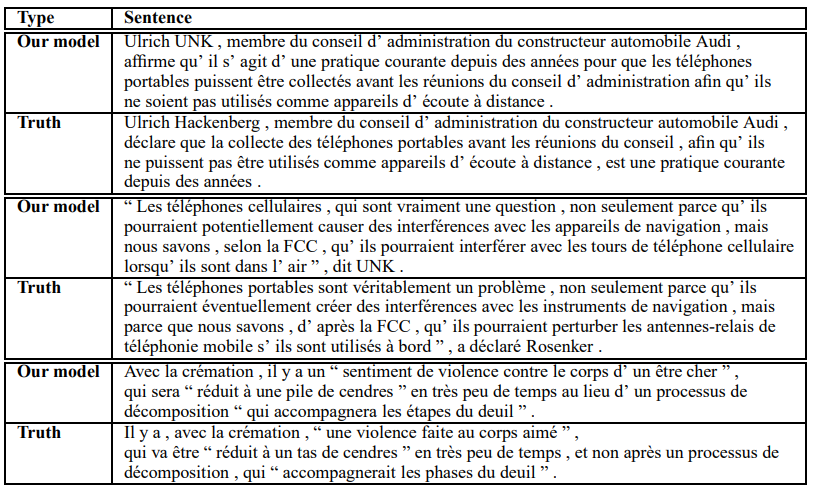 Type Sentence
Our model Ulrich UNK , membre du conseil d’ administration du constructeur automobile Audi ,
affirme qu’ il s’ agit d’ une pratique courante depuis des années pour que les téléphones
portables puissent être collectés avant les réunions du conseil d’ administration afin qu’ ils
ne soient pas utilisés comme appareils d’ écoute à distance .
Truth Ulrich Hackenberg , membre du conseil d’ administration du constructeur automobile Audi ,
déclare que la collecte des téléphones portables avant les réunions du conseil , afin qu’ ils
ne puissent pas être utilisés comme appareils d’ écoute à distance , est une pratique courante
depuis des années .
Our model “ Les téléphones cellulaires , qui sont vraiment une question , non seulement parce qu’ ils
pourraient potentiellement causer des interférences avec les appareils de navigation , mais
nous savons , selon la FCC , qu’ ils pourraient interférer avec les tours de téléphone cellulaire
lorsqu’ ils sont dans l’ air ” , dit UNK .
Truth “ Les téléphones portables sont véritablement un problème , non seulement parce qu’ ils
pourraient éventuellement créer des interférences avec les instruments de navigation , mais
parce que nous savons , d’ après la FCC , qu’ ils pourraient perturber les antennes-relais de
téléphonie mobile s’ ils sont utilisés à bord ” , a déclaré Rosenker .
Our model Avec la crémation , il y a un “ sentiment de violence contre le corps d’ un être cher ” ,
qui sera “ réduit à une pile de cendres ” en très peu de temps au lieu d’ un processus de
décomposition “ qui accompagnera les étapes du deuil ” .
Truth Il y a , avec la crémation , “ une violence faite au corps aimé ” ,
qui va être “ réduit à un tas de cendres ” en très peu de temps , et non après un processus de
décomposition , qui “ accompagnerait les phases du deuil ” .